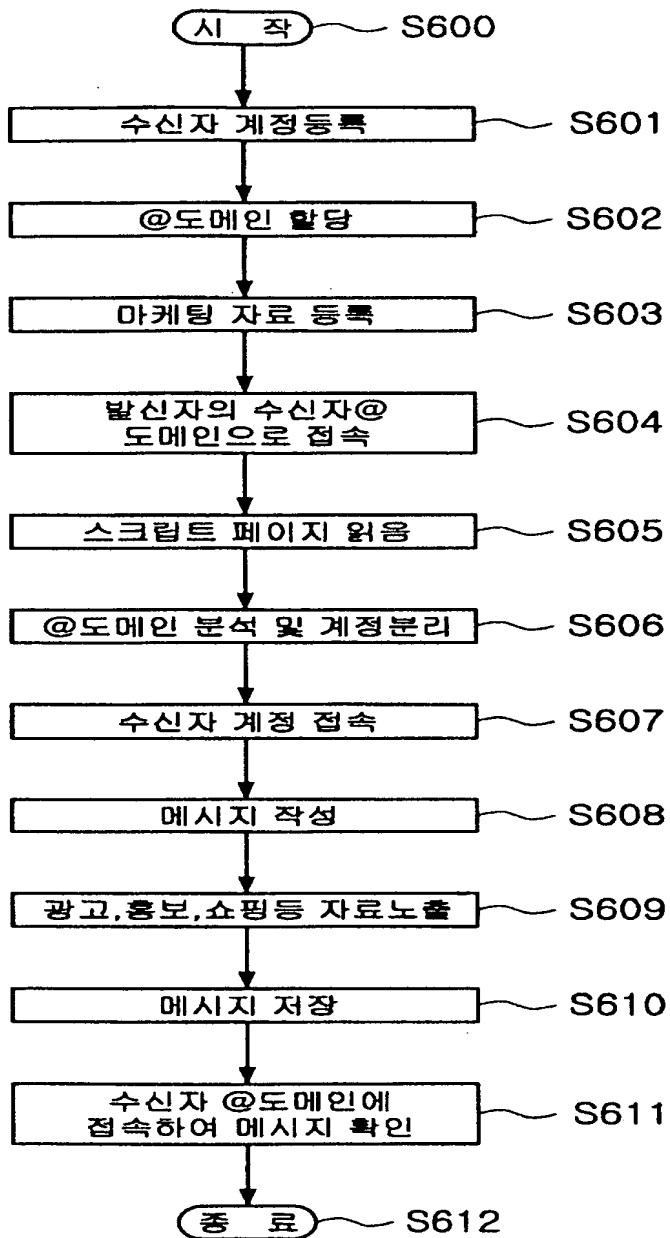 시 작 S600
수신자 계정등록 S601
@도메인 할당 S602
마케팅 자료 등록 S603
발신자의 수신자@
도메인으로 접속 S604
스크립트 페이지 읽음 S605
@도메인 분석 및 계정분리 S606
수신자 계정 접속 S607
메시지 작성 S608
광고,홍보,쇼핑등 자료노출 S609
메시지 저장 S610
수신자 @도메인에
접속하여 메시지 확인 S611
종 료 S612